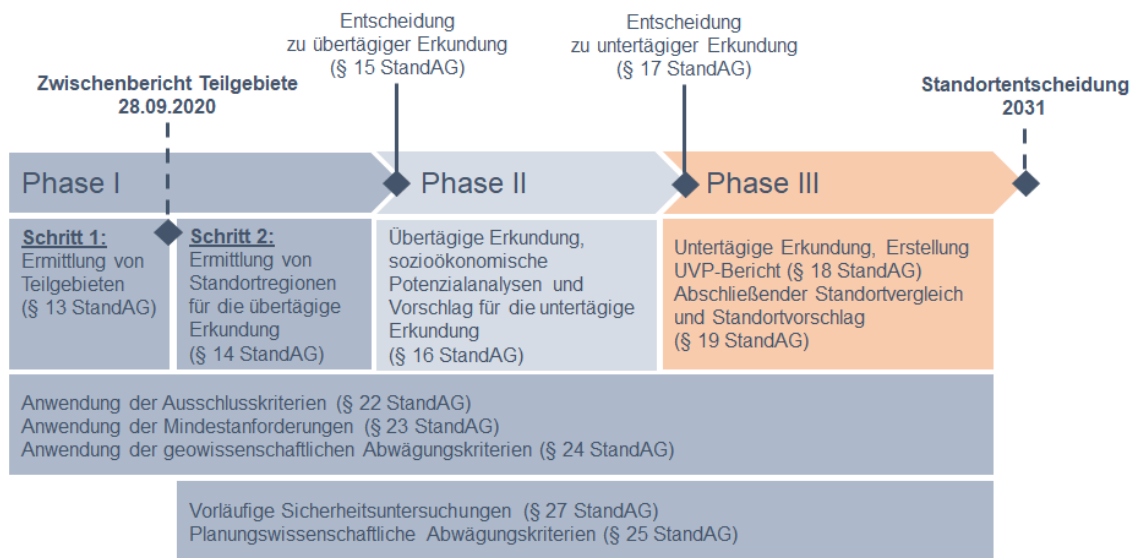 Entscheidung
zu übertägiger Erkundung
(§ 15 StandAG)
Entscheidung
zu untertägiger Erkundung
(§ 17 StandAG)
Zwischenbericht Teilgebiete
28.09.2020
Standortentscheidung
2031
Phase I
Phase II
Phase III
Schritt 1:
Ermittlung von
Teilgebieten
(§ 13 StandAG)
Schritt 2:
Ermittlung von
Standortregionen
für die übertägige
Erkundung
(§ 14 StandAG)
Übertägige Erkundung,
sozioökonomische
Potenzialanalysen und
Vorschlag für die untertägige
Erkundung
(§ 16 StandAG)
Untertägige Erkundung, Erstellung
UVP-Bericht (§ 18 StandAG)
Abschließender Standortvergleich
und Standortvorschlag
(§ 19 StandAG)
Anwendung der Ausschlusskriterien (§ 22 StandAG)
Anwendung der Mindestanforderungen (§ 23 StandAG)
Anwendung der geowissenschaftlichen Abwägungskriterien (§ 24 StandAG)
Vorläufige Sicherheitsuntersuchungen (§ 27 StandAG)
Planungswissenschaftliche Abwägungskriterien (§ 25 StandAG)